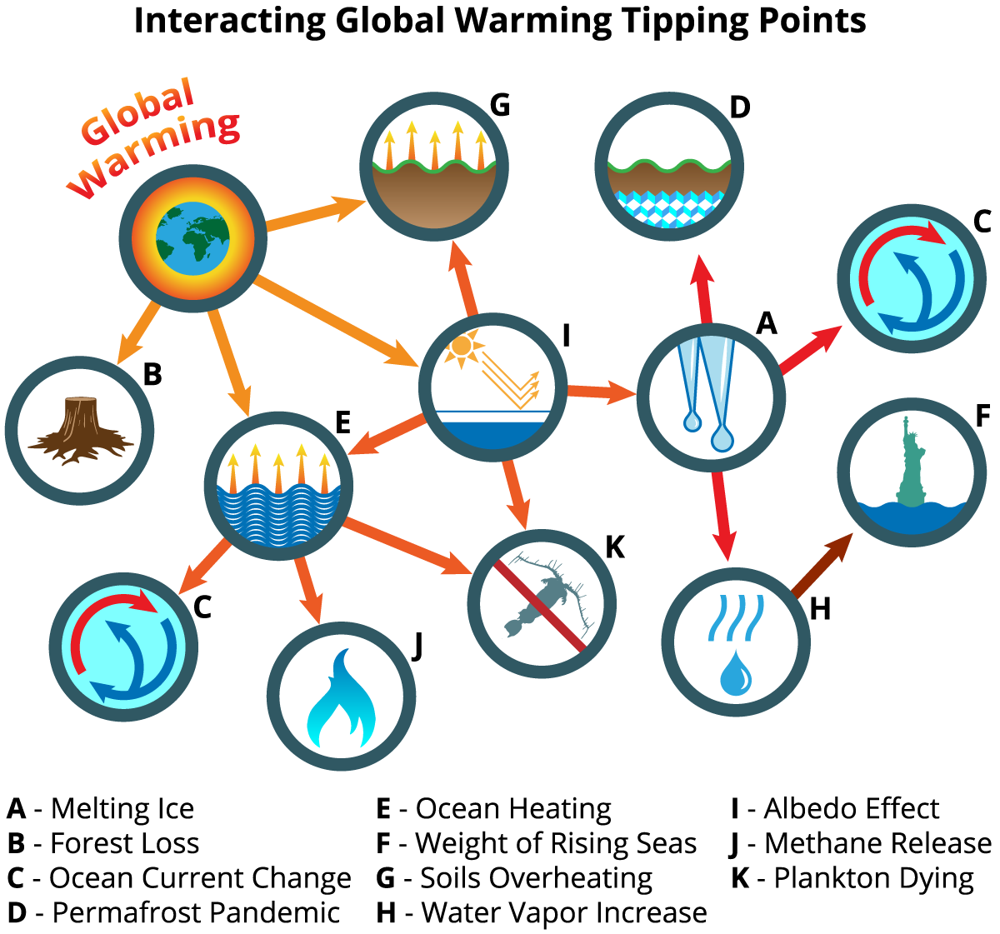 Interacting Global Warming Tipping Points
Global
Warming
G
D
C
I
A
B
E
F
K
C
H
J
A - Melting Ice
B - Forest Loss
C - Ocean Current Change
D - Permafrost Pandemic
E - Ocean Heating
F - Weight of Rising Seas
G - Soils Overheating
H - Water Vapor Increase
I - Albedo Effect
J - Methane Release
K - Plankton Dying